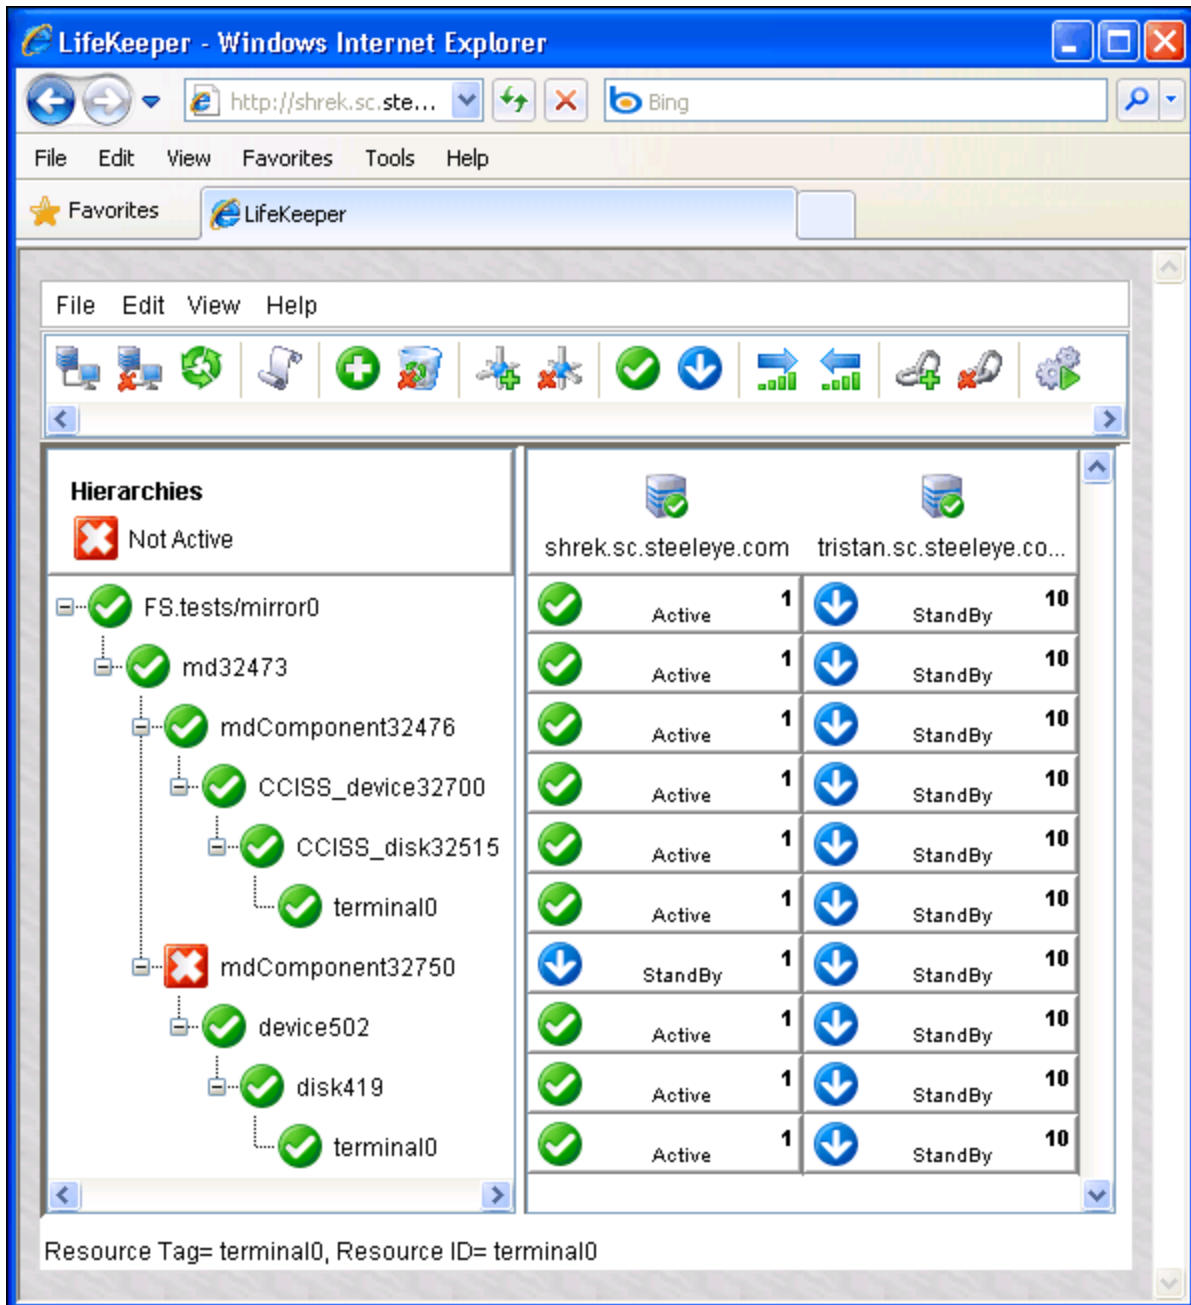 LifeKeeper - Windows Internet Explorer
http://shrek.sc.ste... Bing
File Edit View Favorites Tools Help
Favorites LifeKeeper
File Edit View Help
Hierarchies
Not Active
shrek.sc.steeleye.com tristan.sc.steeleye.co...
FS.tests/mirror0 Active 1 StandBy 10
md32473 Active 1 StandBy 10
mdComponent32476 Active 1 StandBy 10
CCISS_device32700 Active 1 StandBy 10
CCISS_disk32515 Active 1 StandBy 10
terminal0 Active 1 StandBy 10
mdComponent32750 StandBy 1 StandBy 10
device502 Active 1 StandBy 10
disk419 Active 1 StandBy 10
terminal0 Active 1 StandBy 10
Resource Tag= terminal0, Resource ID= terminal0